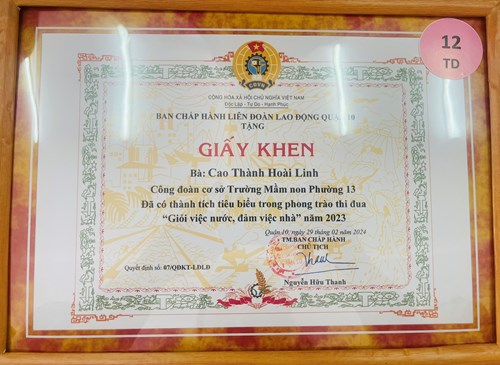 12
TD
CỘNG HÒA XÃ HỘI CHỦ NGHĨA VIỆT NAM
Độc Lập - Tự Do - Hạnh Phúc
BAN CHẤP HÀNH LIÊN ĐOÀN LAO ĐỘNG QUẬN 10
TẶNG
GIẤY KHEN
Bà: Cao Thành Hoài Linh
Công đoàn cơ sở Trường Mầm non Phường 13
Đã có thành tích tiêu biểu trong phong trào thi đua
"Giỏi việc nước, đảm việc nhà" năm 2023
Quận 10, ngày 29 tháng 02 năm 2024
TM.BAN CHẤP HÀNH
CHỦ TỊCH
Quyết định số: 07/QĐKT-LĐLĐ
Nguyễn Hữu Thanh